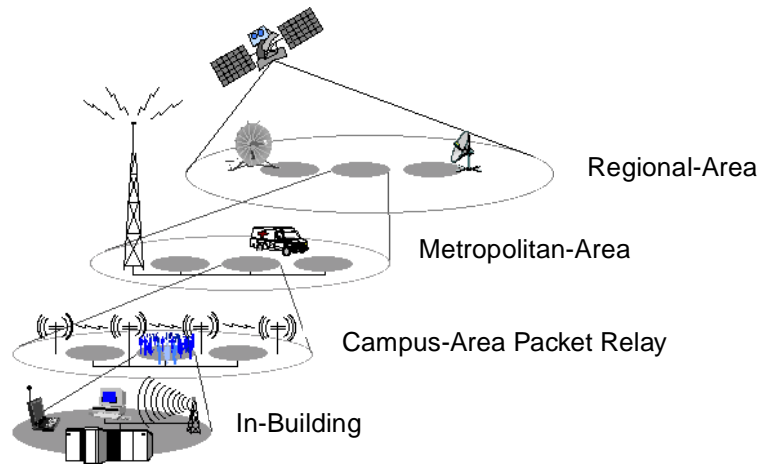 Regional-Area
Metropolitan-Area
Campus-Area Packet Relay
In-Building